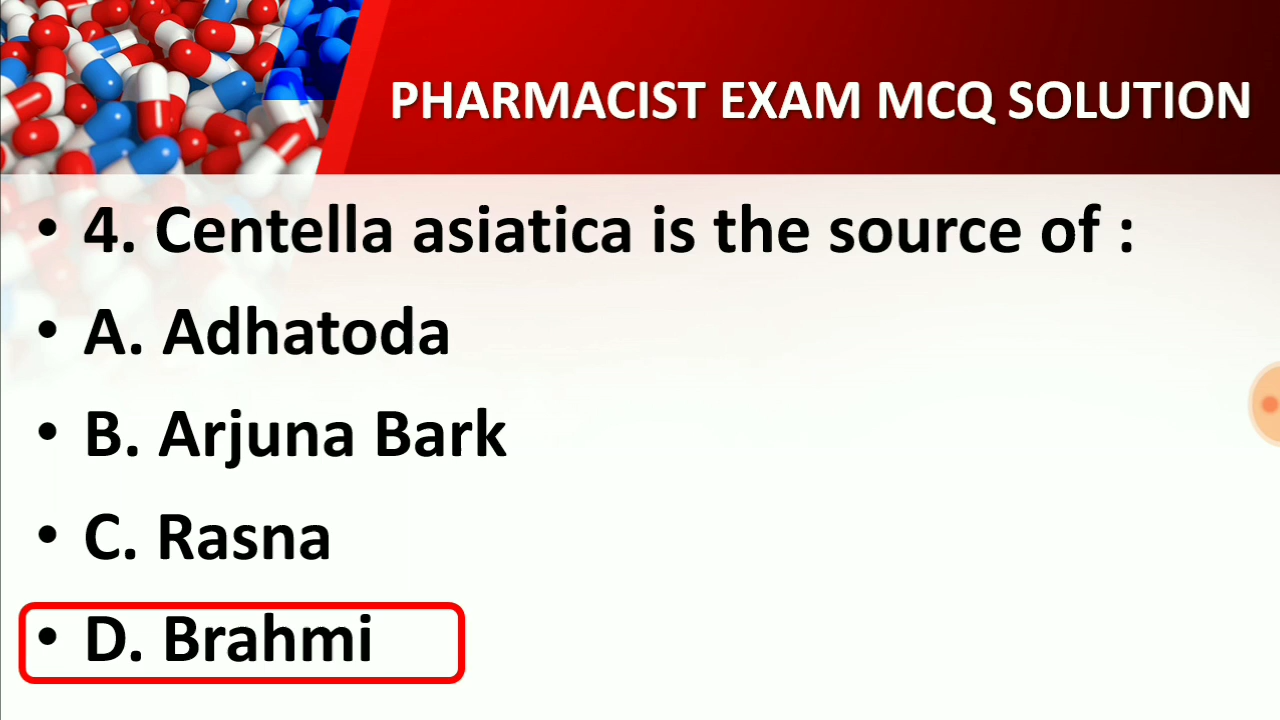 PHARMACIST EXAM MCQ SOLUTION
• 4. Centella asiatica is the source of :
• A. Adhatoda
• B. Arjuna Bark
• C. Rasna
• D. Brahmi